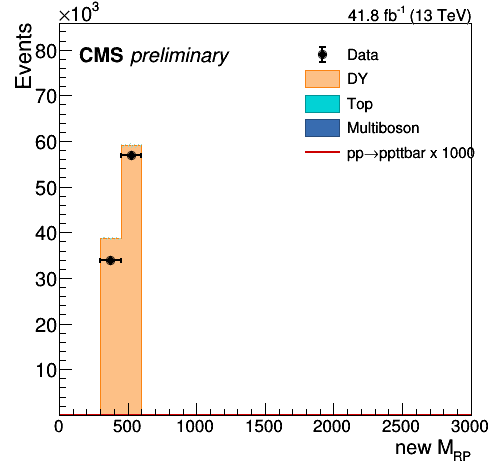 ×10³
41.8 fb⁻¹ (13 TeV)
Events
CMS preliminary
Data
DY
Top
Multiboson
pp→ppttbar x 1000
80
70
60
50
40
30
20
10
0 500 1000 1500 2000 2500 3000
new M_RP